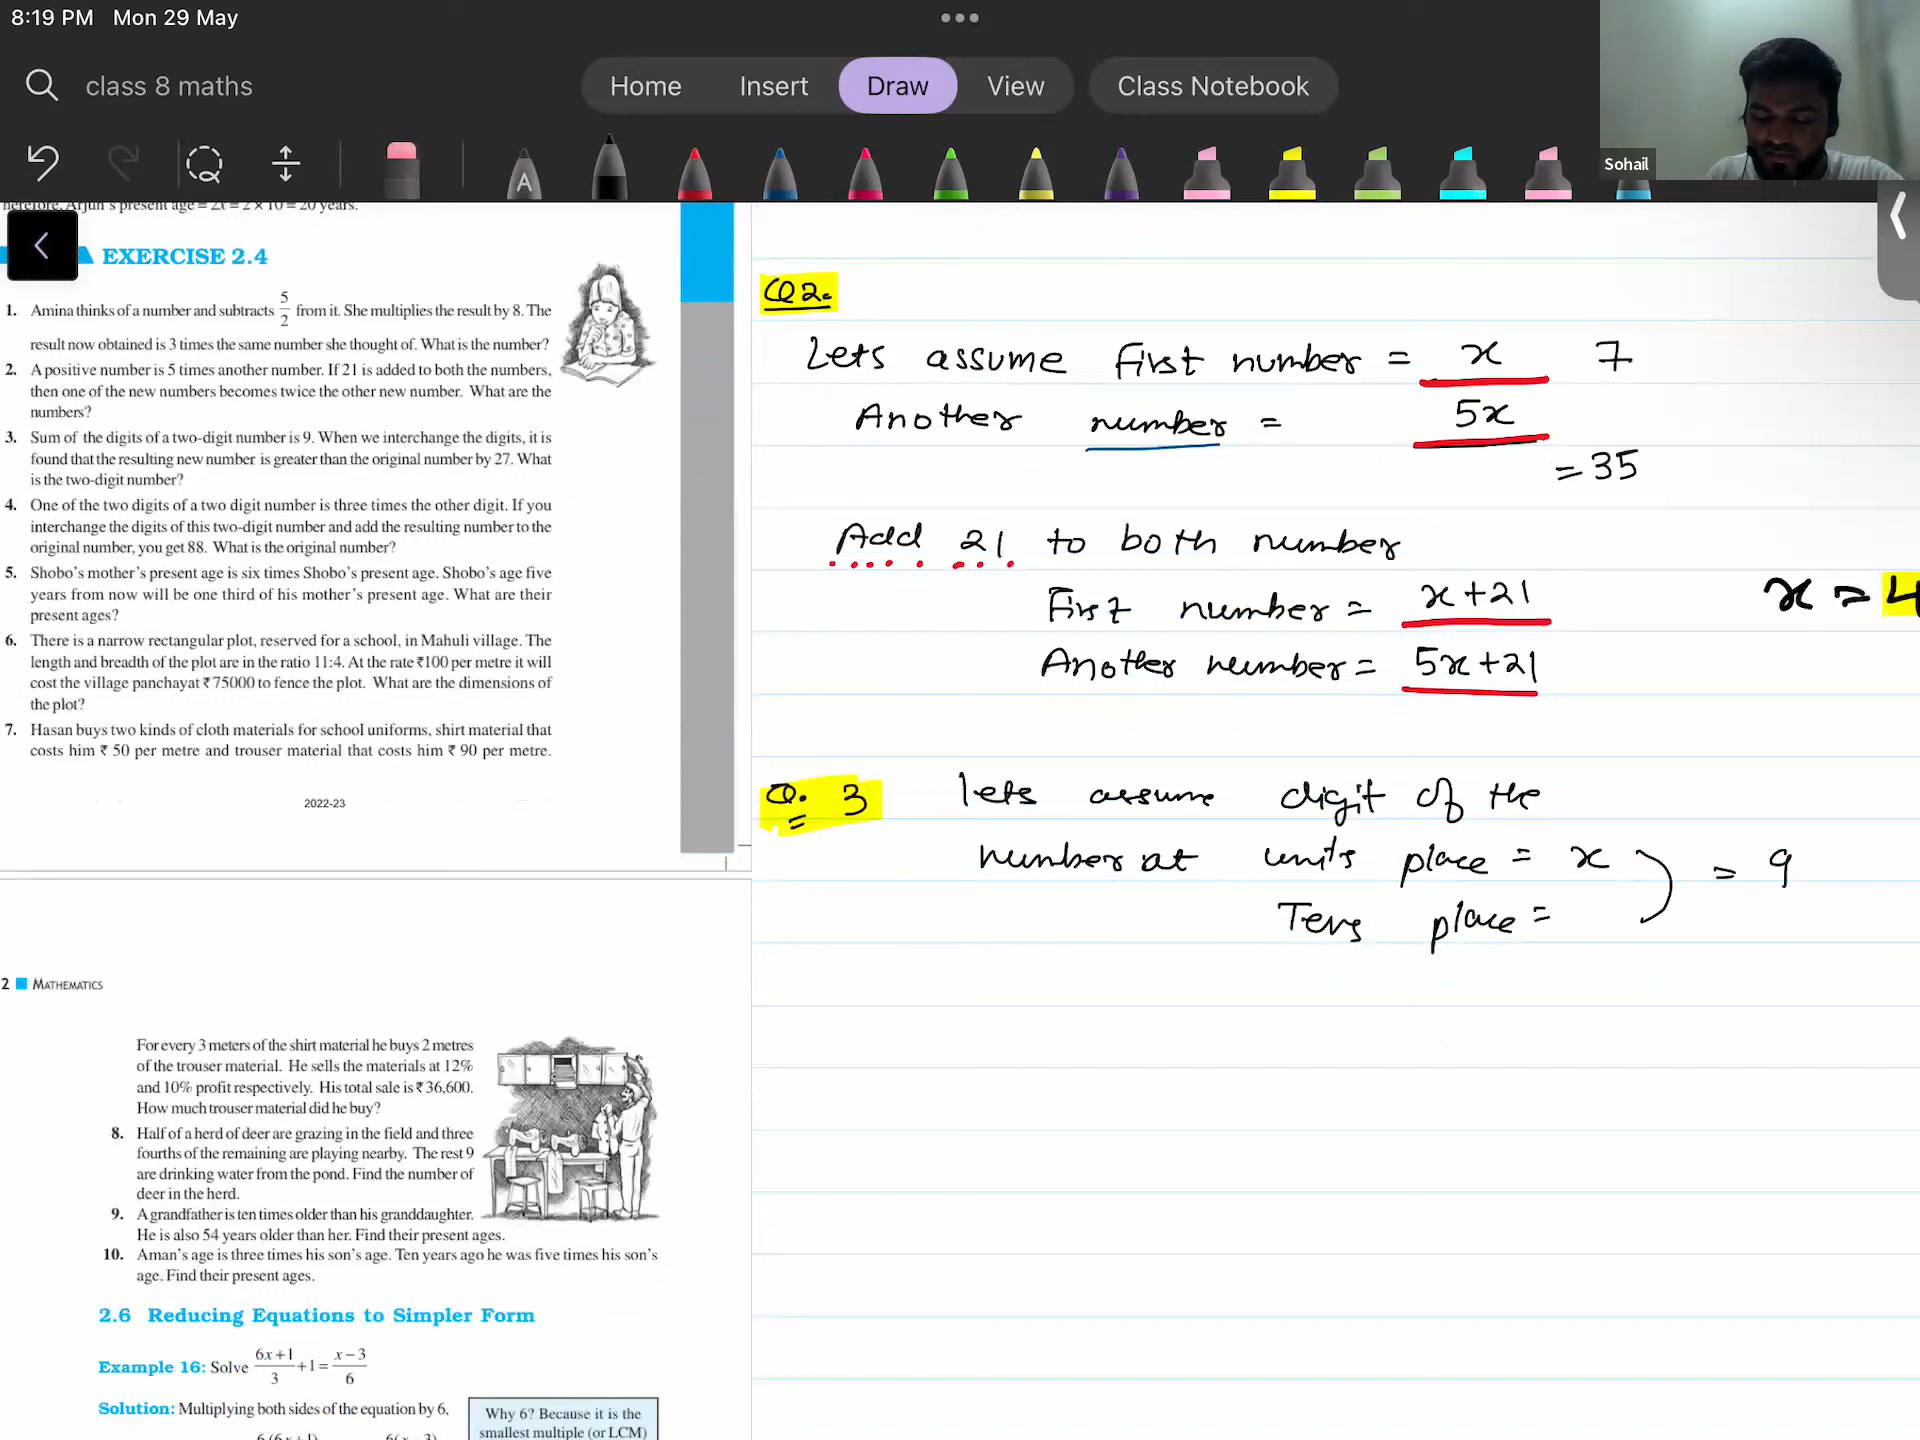 8:19 PM Mon 29 May
class 8 maths
Home Insert Draw View Class Notebook
A
Sohail
herefore, Arjun's present age = 2x = 2 × 10 = 20 years.
EXERCISE 2.4
1. Amina thinks of a number and subtracts 5/2 from it. She multiplies the result by 8. The
result now obtained is 3 times the same number she thought of. What is the number?
2. A positive number is 5 times another number. If 21 is added to both the numbers,
then one of the new numbers becomes twice the other new number. What are the
numbers?
3. Sum of the digits of a two-digit number is 9. When we interchange the digits, it is
found that the resulting new number is greater than the original number by 27. What
is the two-digit number?
4. One of the two digits of a two digit number is three times the other digit. If you
interchange the digits of this two-digit number and add the resulting number to the
original number, you get 88. What is the original number?
5. Shobo's mother's present age is six times Shobo's present age. Shobo's age five
years from now will be one third of his mother's present age. What are their
present ages?
6. There is a narrow rectangular plot, reserved for a school, in Mahuli village. The
length and breadth of the plot are in the ratio 11:4. At the rate ₹100 per metre it will
cost the village panchayat ₹75000 to fence the plot. What are the dimensions of
the plot?
7. Hasan buys two kinds of cloth materials for school uniforms, shirt material that
costs him ₹ 50 per metre and trouser material that costs him ₹ 90 per metre.
2022-23
2 MATHEMATICS
For every 3 meters of the shirt material he buys 2 metres
of the trouser material. He sells the materials at 12%
and 10% profit respectively. His total sale is ₹ 36,600.
How much trouser material did he buy?
8. Half of a herd of deer are grazing in the field and three
fourths of the remaining are playing nearby. The rest 9
are drinking water from the pond. Find the number of
deer in the herd.
9. A grandfather is ten times older than his granddaughter.
He is also 54 years older than her. Find their present ages.
10. Aman's age is three times his son's age. Ten years ago he was five times his son's
age. Find their present ages.
2.6 Reducing Equations to Simpler Form
Example 16: Solve (6x + 1)/3 + 1 = (x − 3)/6
Solution: Multiplying both sides of the equation by 6,
Why 6? Because it is the
smallest multiple (or LCM)
Q2.
Lets assume First number = x 7
Another number = 5x
= 35
Add 21 to both number
First number = x + 21
x = 4
Another number = 5x + 21
Q. 3 lets assume digit of the
number at units place = x = 9
Tens place =